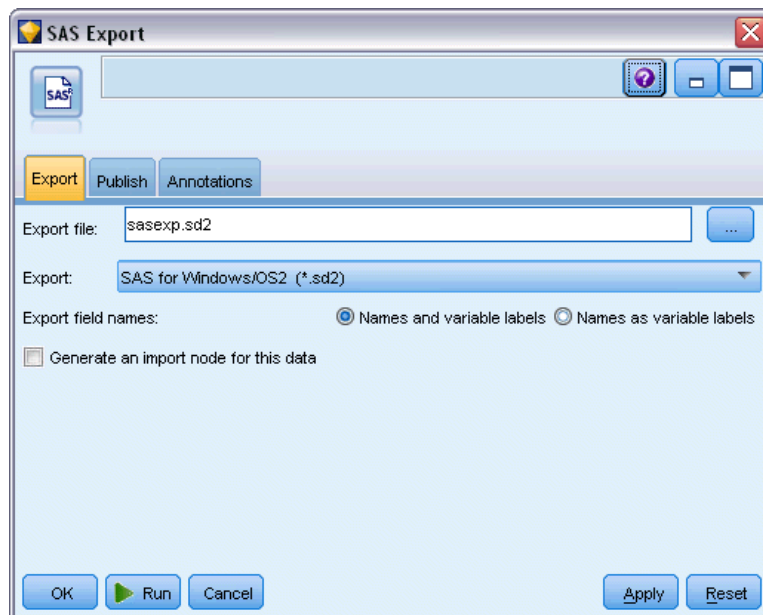 SAS Export
SAS
Export Publish Annotations
Export file: sasexp.sd2 ...
Export: SAS for Windows/OS2 (*.sd2)
Export field names: Names and variable labels Names as variable labels
Generate an import node for this data
OK Run Cancel Apply Reset